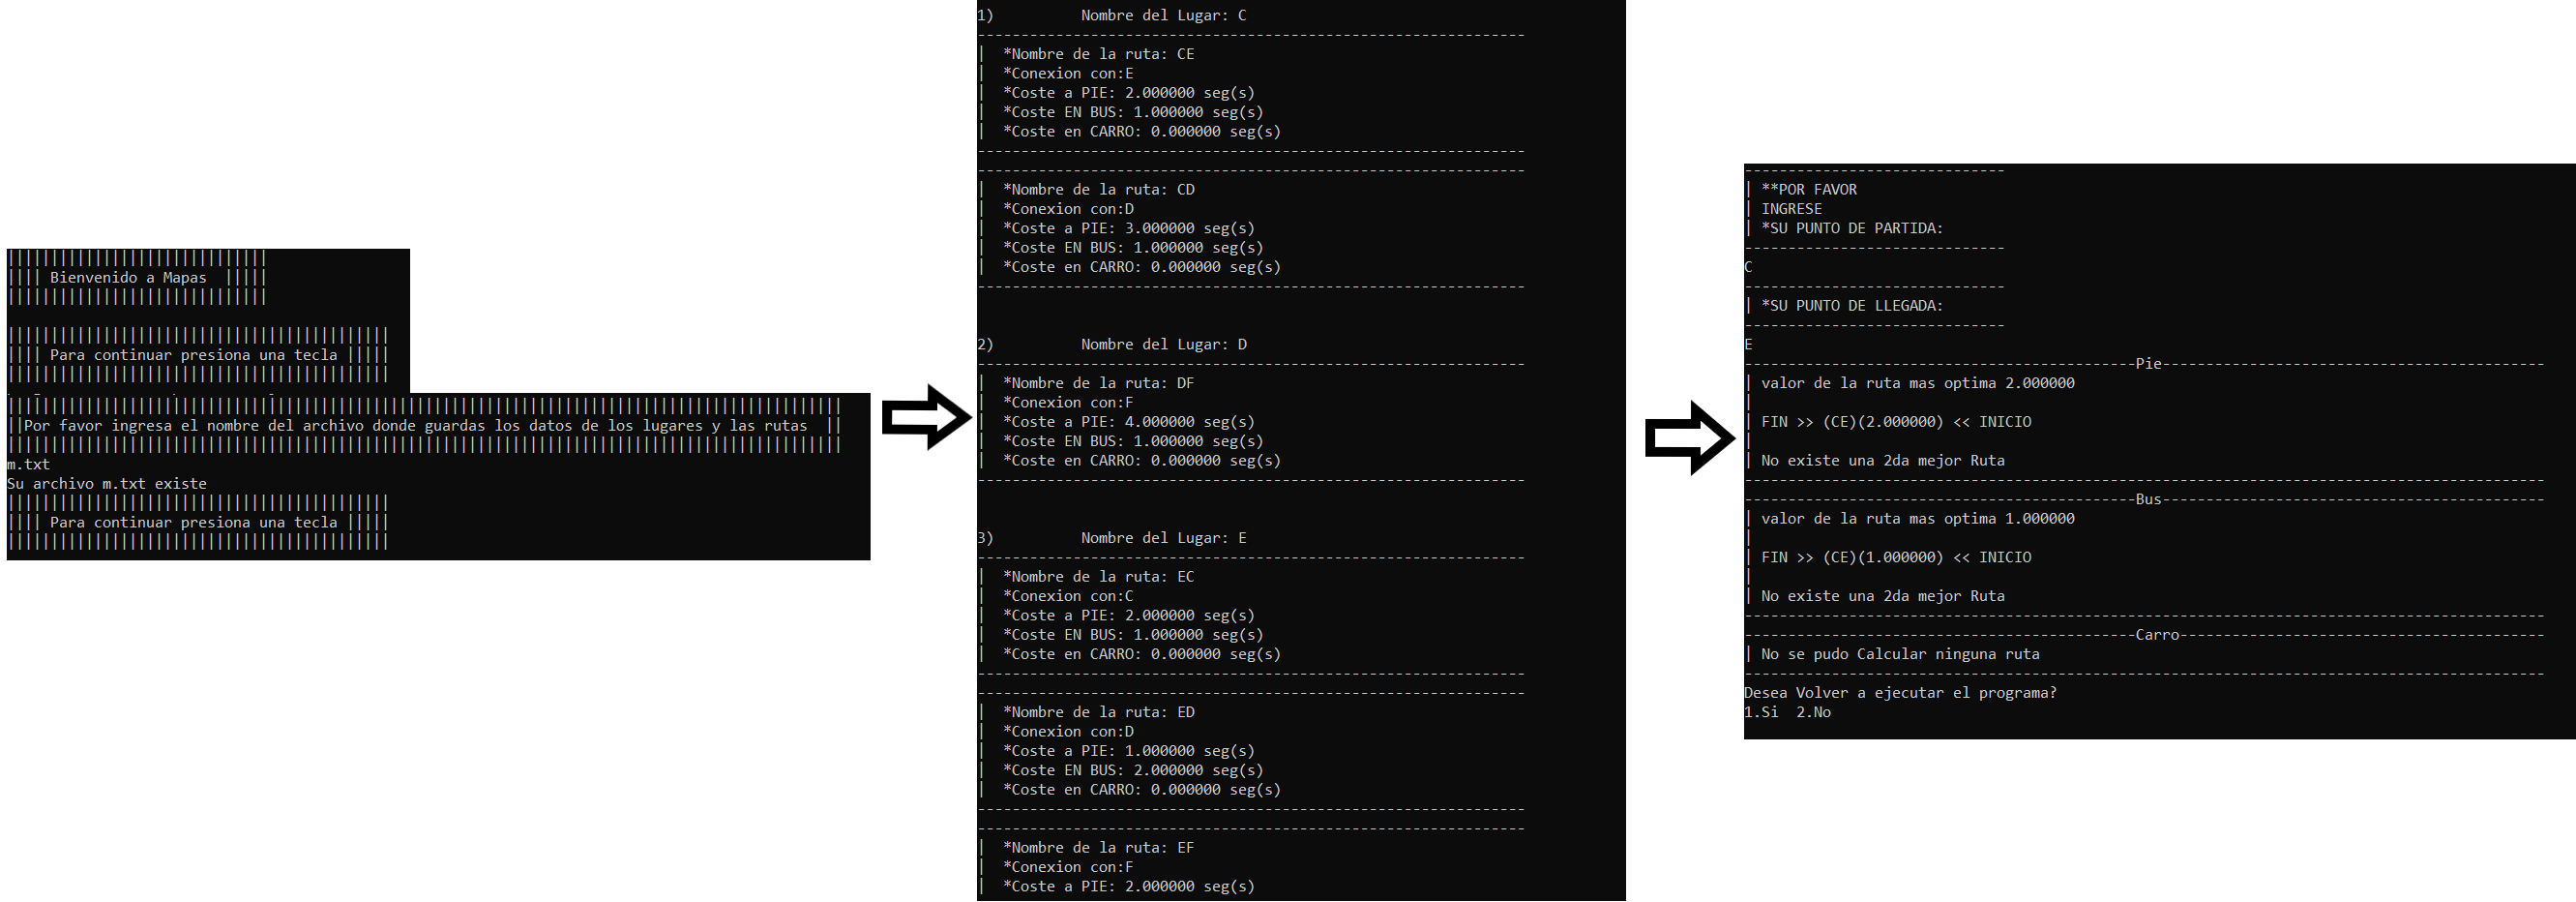 |||||||||||||||||||||||||||||
|||| Bienvenido a Mapas |||||
|||||||||||||||||||||||||||||
||||||||||||||||||||||||||||||||||||||||||||
|||| Para continuar presiona una tecla |||||
||||||||||||||||||||||||||||||||||||||||||||
||Por favor ingresa el nombre del archivo donde guardas los datos de los lugares y las rutas ||
m.txt
Su archivo m.txt existe
||||||||||||||||||||||||||||||||||||||||||||
|||| Para continuar presiona una tecla |||||
||||||||||||||||||||||||||||||||||||||||||||
1) Nombre del Lugar: C
---------------------------------------------------------------
| *Nombre de la ruta: CE
| *Conexion con:E
| *Coste a PIE: 2.000000 seg(s)
| *Coste EN BUS: 1.000000 seg(s)
| *Coste en CARRO: 0.000000 seg(s)
---------------------------------------------------------------
---------------------------------------------------------------
| *Nombre de la ruta: CD
| *Conexion con:D
| *Coste a PIE: 3.000000 seg(s)
| *Coste EN BUS: 1.000000 seg(s)
| *Coste en CARRO: 0.000000 seg(s)
---------------------------------------------------------------
2) Nombre del Lugar: D
---------------------------------------------------------------
| *Nombre de la ruta: DF
| *Conexion con:F
| *Coste a PIE: 4.000000 seg(s)
| *Coste EN BUS: 1.000000 seg(s)
| *Coste en CARRO: 0.000000 seg(s)
---------------------------------------------------------------
3) Nombre del Lugar: E
---------------------------------------------------------------
| *Nombre de la ruta: EC
| *Conexion con:C
| *Coste a PIE: 2.000000 seg(s)
| *Coste EN BUS: 1.000000 seg(s)
| *Coste en CARRO: 0.000000 seg(s)
---------------------------------------------------------------
---------------------------------------------------------------
| *Nombre de la ruta: ED
| *Conexion con:D
| *Coste a PIE: 1.000000 seg(s)
| *Coste EN BUS: 2.000000 seg(s)
| *Coste en CARRO: 0.000000 seg(s)
---------------------------------------------------------------
---------------------------------------------------------------
| *Nombre de la ruta: EF
| *Conexion con:F
| *Coste a PIE: 2.000000 seg(s)
------------------------------
| **POR FAVOR
| INGRESE
| *SU PUNTO DE PARTIDA:
------------------------------
C
------------------------------
| *SU PUNTO DE LLEGADA:
------------------------------
E
---------------------------------------------Pie--------------------------------------------
| valor de la ruta mas optima 2.000000
|
| FIN >> (CE)(2.000000) << INICIO
|
| No existe una 2da mejor Ruta
--------------------------------------------------------------------------------------------
---------------------------------------------Bus--------------------------------------------
| valor de la ruta mas optima 1.000000
|
| FIN >> (CE)(1.000000) << INICIO
|
| No existe una 2da mejor Ruta
--------------------------------------------------------------------------------------------
---------------------------------------------Carro------------------------------------------
| No se pudo Calcular ninguna ruta
--------------------------------------------------------------------------------------------
Desea Volver a ejecutar el programa?
1.Si 2.No